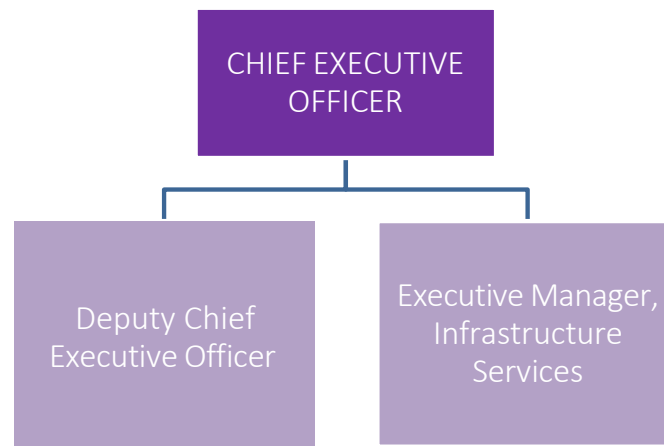 CHIEF EXECUTIVE
OFFICER
Deputy Chief
Executive Officer
Executive Manager,
Infrastructure
Services